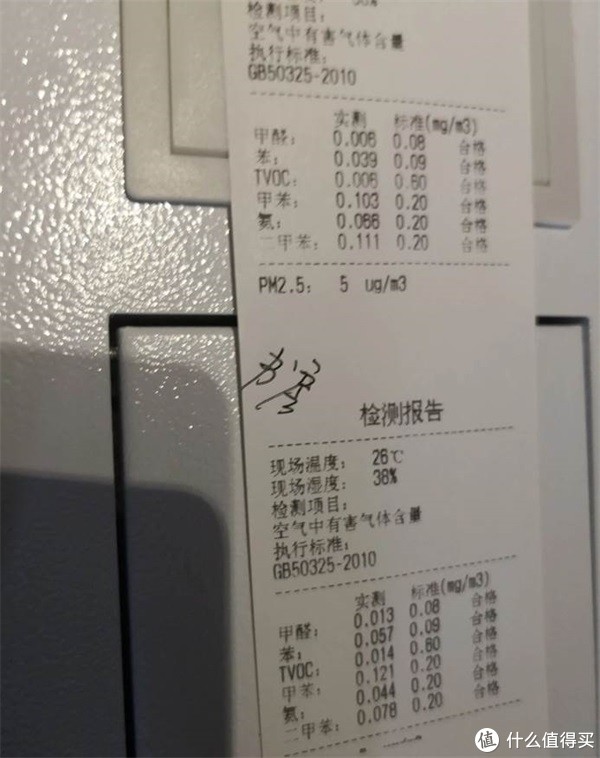 检测项目:
空气中有害气体含量
执行标准:
GB50325-2010
实测 标准(mg/m3)
甲醛: 0.006 0.08 合格
苯: 0.039 0.09 合格
TVOC: 0.006 0.60 合格
甲苯: 0.103 0.20 合格
氨: 0.066 0.20 合格
二甲苯: 0.111 0.20 合格
PM2.5: 5 ug/m3
检测报告
现场温度: 26℃
现场湿度: 38%
检测项目:
空气中有害气体含量
执行标准:
GB50325-2010
实测 标准(mg/m3)
甲醛: 0.013 0.08 合格
苯: 0.057 0.09 合格
TVOC: 0.014 0.60 合格
甲苯: 0.121 0.20 合格
氨: 0.044 0.20 合格
二甲苯: 0.078 0.20 合格
值 什么值得买